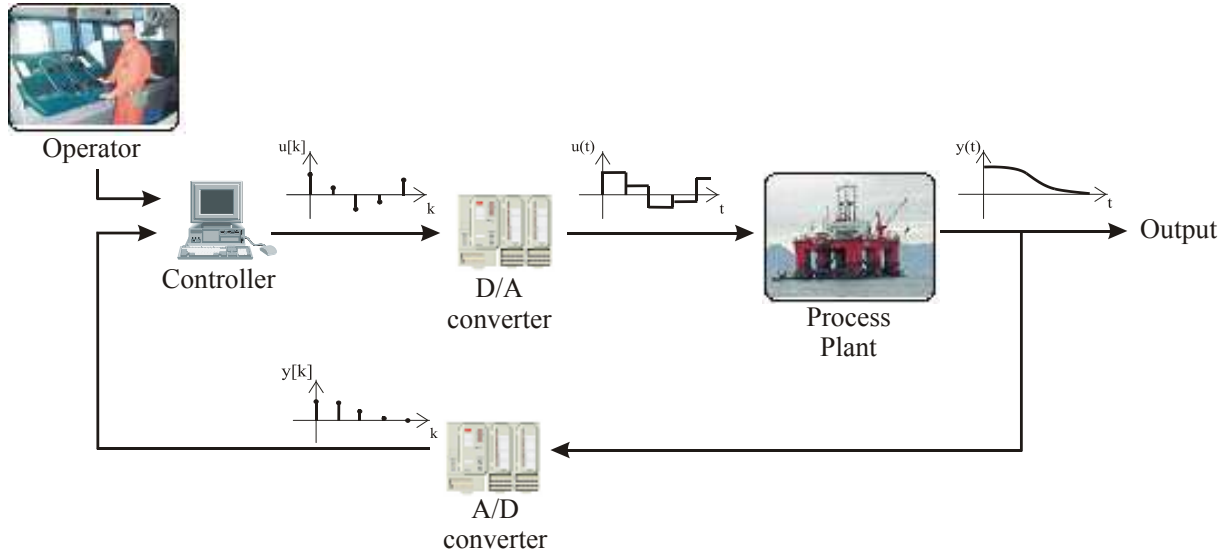 Operator
u[k]
k
u(t)
t
y(t)
t
Output
Controller
D/A
converter
Process
Plant
y[k]
k
A/D
converter